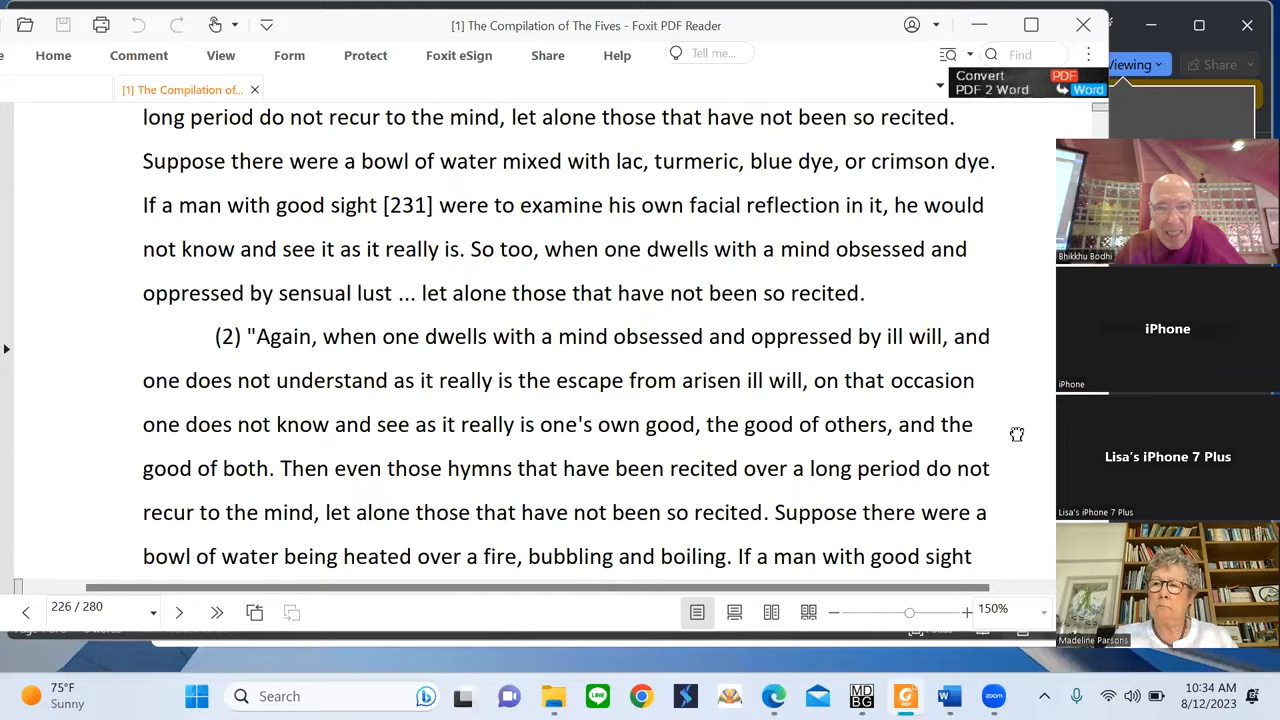 [1] The Compilation of The Fives - Foxit PDF Reader
Home Comment View Form Protect Foxit eSign Share Help Tell me... Find
Viewing Share
[1] The Compilation of...
Convert PDF
PDF 2 Word Word
long period do not recur to the mind, let alone those that have not been so recited.
Suppose there were a bowl of water mixed with lac, turmeric, blue dye, or crimson dye.
If a man with good sight [231] were to examine his own facial reflection in it, he would
not know and see it as it really is. So too, when one dwells with a mind obsessed and
oppressed by sensual lust ... let alone those that have not been so recited.
(2) "Again, when one dwells with a mind obsessed and oppressed by ill will, and
one does not understand as it really is the escape from arisen ill will, on that occasion
one does not know and see as it really is one's own good, the good of others, and the
good of both. Then even those hymns that have been recited over a long period do not
recur to the mind, let alone those that have not been so recited. Suppose there were a
bowl of water being heated over a fire, bubbling and boiling. If a man with good sight
Bhikkhu Bodhi
iPhone
iPhone
Lisa's iPhone 7 Plus
Lisa's iPhone 7 Plus
Madeline Parsons
226 / 280
150%
75°F
Sunny
Search
LINE
MD
BG
PDF
W
zoom
10:34 AM
8/12/2023